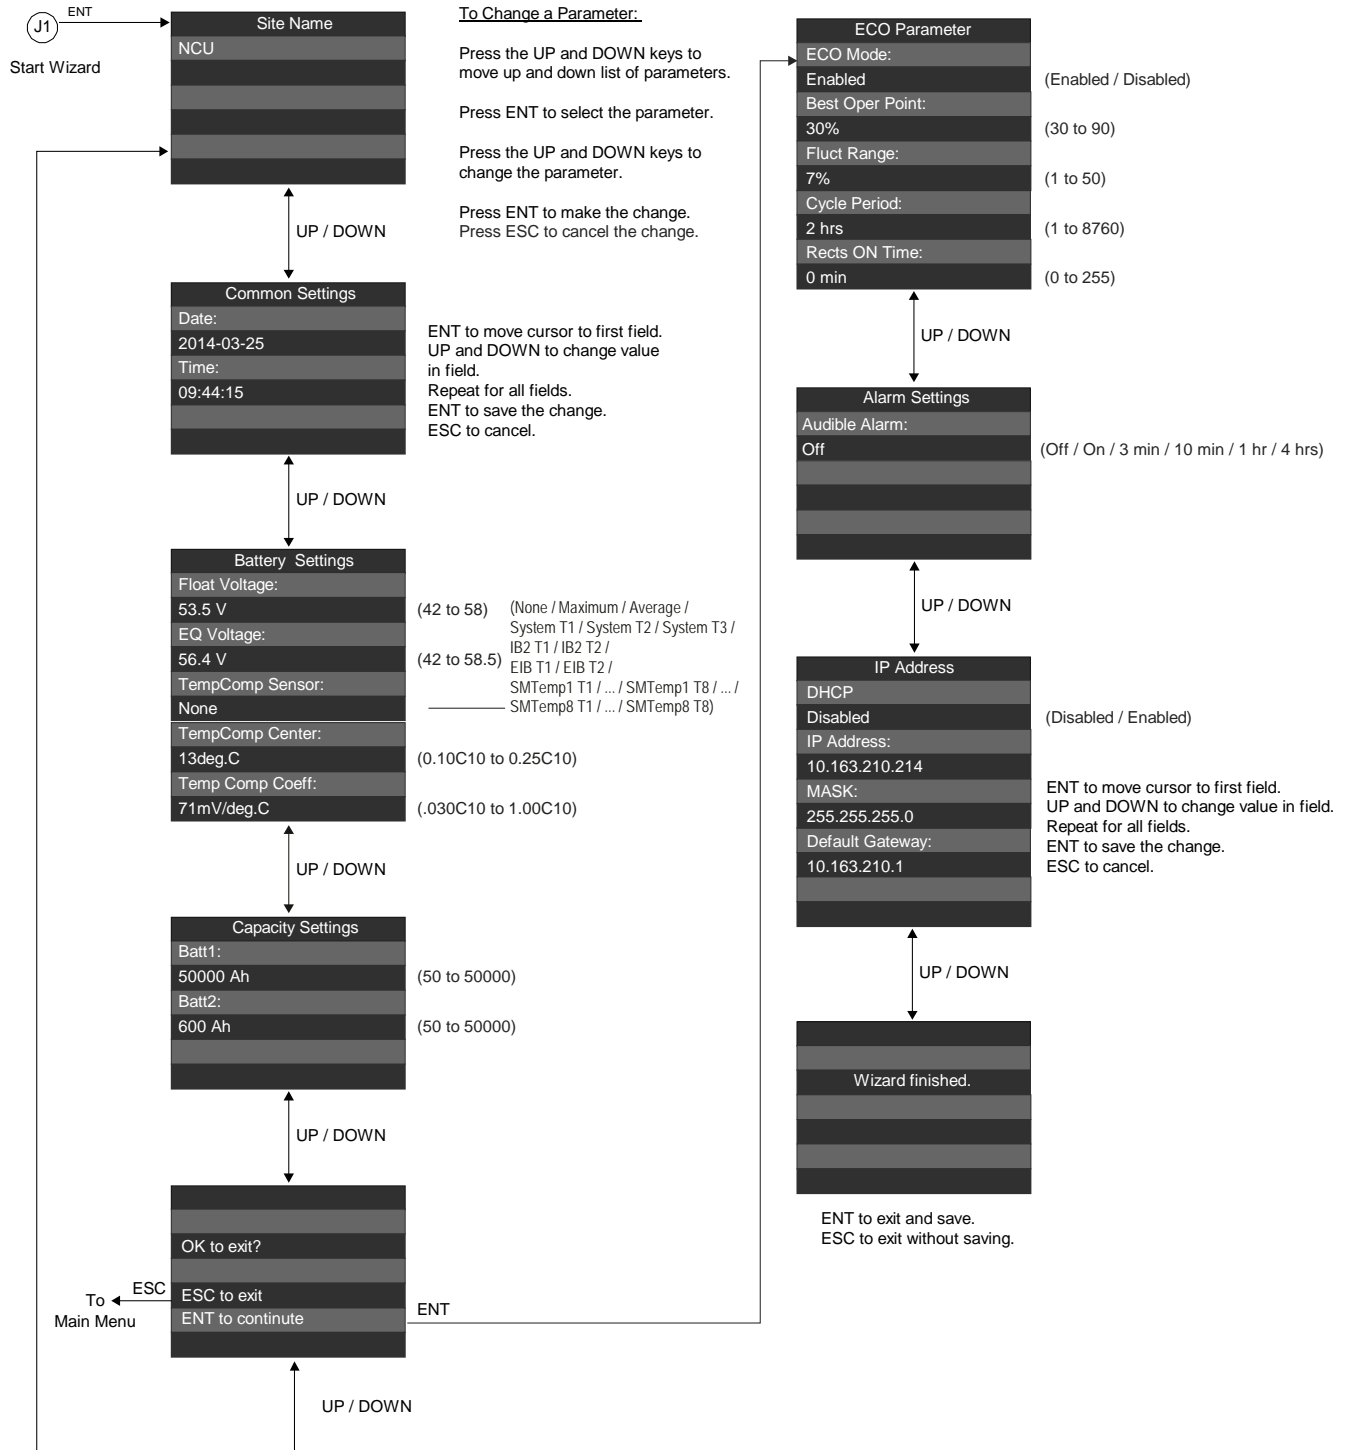 J1
ENT
Start Wizard
Site Name
NCU
To Change a Parameter:
Press the UP and DOWN keys to
move up and down list of parameters.
Press ENT to select the parameter.
Press the UP and DOWN keys to
change the parameter.
Press ENT to make the change.
Press ESC to cancel the change.
UP / DOWN
Common Settings
Date:
2014-03-25
Time:
09:44:15
ENT to move cursor to first field.
UP and DOWN to change value
in field.
Repeat for all fields.
ENT to save the change.
ESC to cancel.
UP / DOWN
Battery  Settings
Float Voltage:
53.5 V
(42 to 58)
EQ Voltage:
56.4 V
(42 to 58.5)
TempComp Sensor:
None
(None / Maximum / Average /
System T1 / System T2 / System T3 /
IB2 T1 / IB2 T2 /
EIB T1 / EIB T2 /
SMTemp1 T1 / ... / SMTemp1 T8 / ... /
SMTemp8 T1 / ... / SMTemp8 T8)
TempComp Center:
13deg.C
(0.10C10 to 0.25C10)
Temp Comp Coeff:
71mV/deg.C
(.030C10 to 1.00C10)
UP / DOWN
Capacity Settings
Batt1:
50000 Ah
(50 to 50000)
Batt2:
600 Ah
(50 to 50000)
UP / DOWN
OK to exit?
ESC to exit
ENT to continute
ESC
To
Main Menu
ENT
UP / DOWN
ECO Parameter
ECO Mode:
Enabled
(Enabled / Disabled)
Best Oper Point:
30%
(30 to 90)
Fluct Range:
7%
(1 to 50)
Cycle Period:
2 hrs
(1 to 8760)
Rects ON Time:
0 min
(0 to 255)
UP / DOWN
Alarm Settings
Audible Alarm:
Off
(Off / On / 3 min / 10 min / 1 hr / 4 hrs)
UP / DOWN
IP Address
DHCP
Disabled
(Disabled / Enabled)
IP Address:
10.163.210.214
MASK:
255.255.255.0
Default Gateway:
10.163.210.1
ENT to move cursor to first field.
UP and DOWN to change value in field.
Repeat for all fields.
ENT to save the change.
ESC to cancel.
UP / DOWN
Wizard finished.
ENT to exit and save.
ESC to exit without saving.